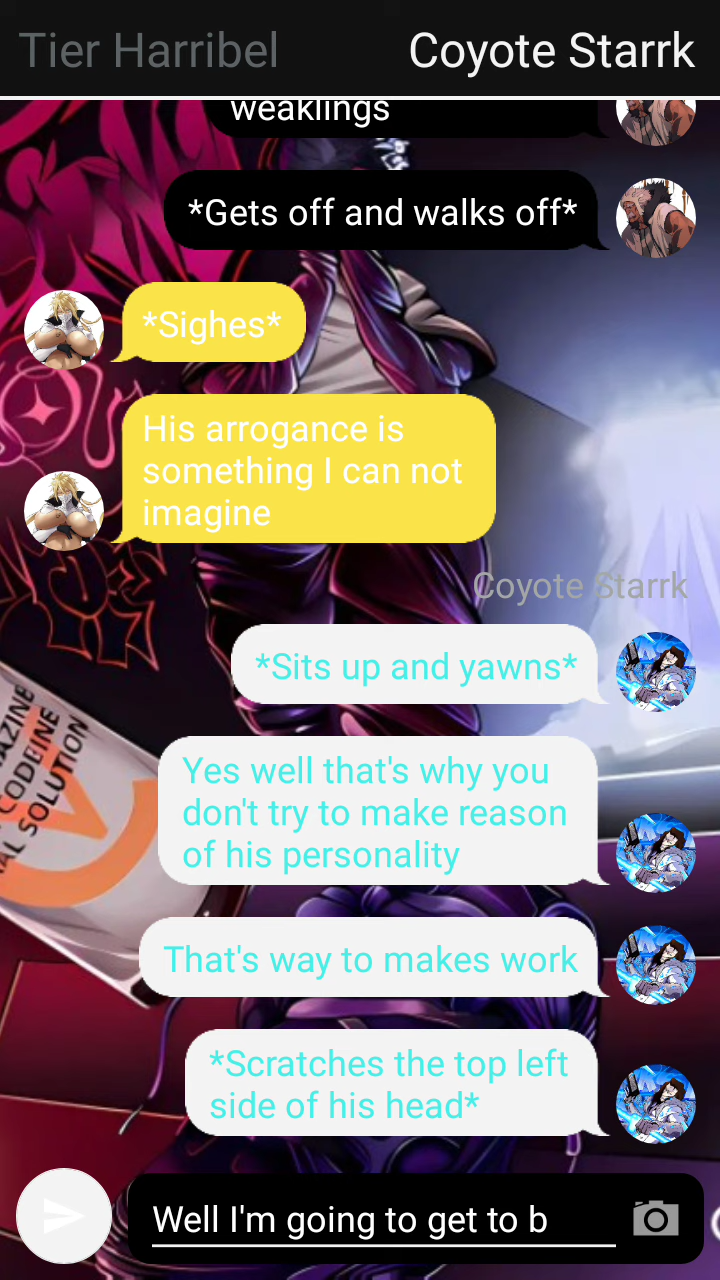 Tier Harribel
Coyote Starrk
weaklings
*Gets off and walks off*
*Sighes*
His arrogance is
something I can not
imagine
Coyote Starrk
*Sits up and yawns*
Yes well that's why you
don't try to make reason
of his personality
That's way to makes work
*Scratches the top left
side of his head*
CODEINE
SOLUTION
Well I'm going to get to b